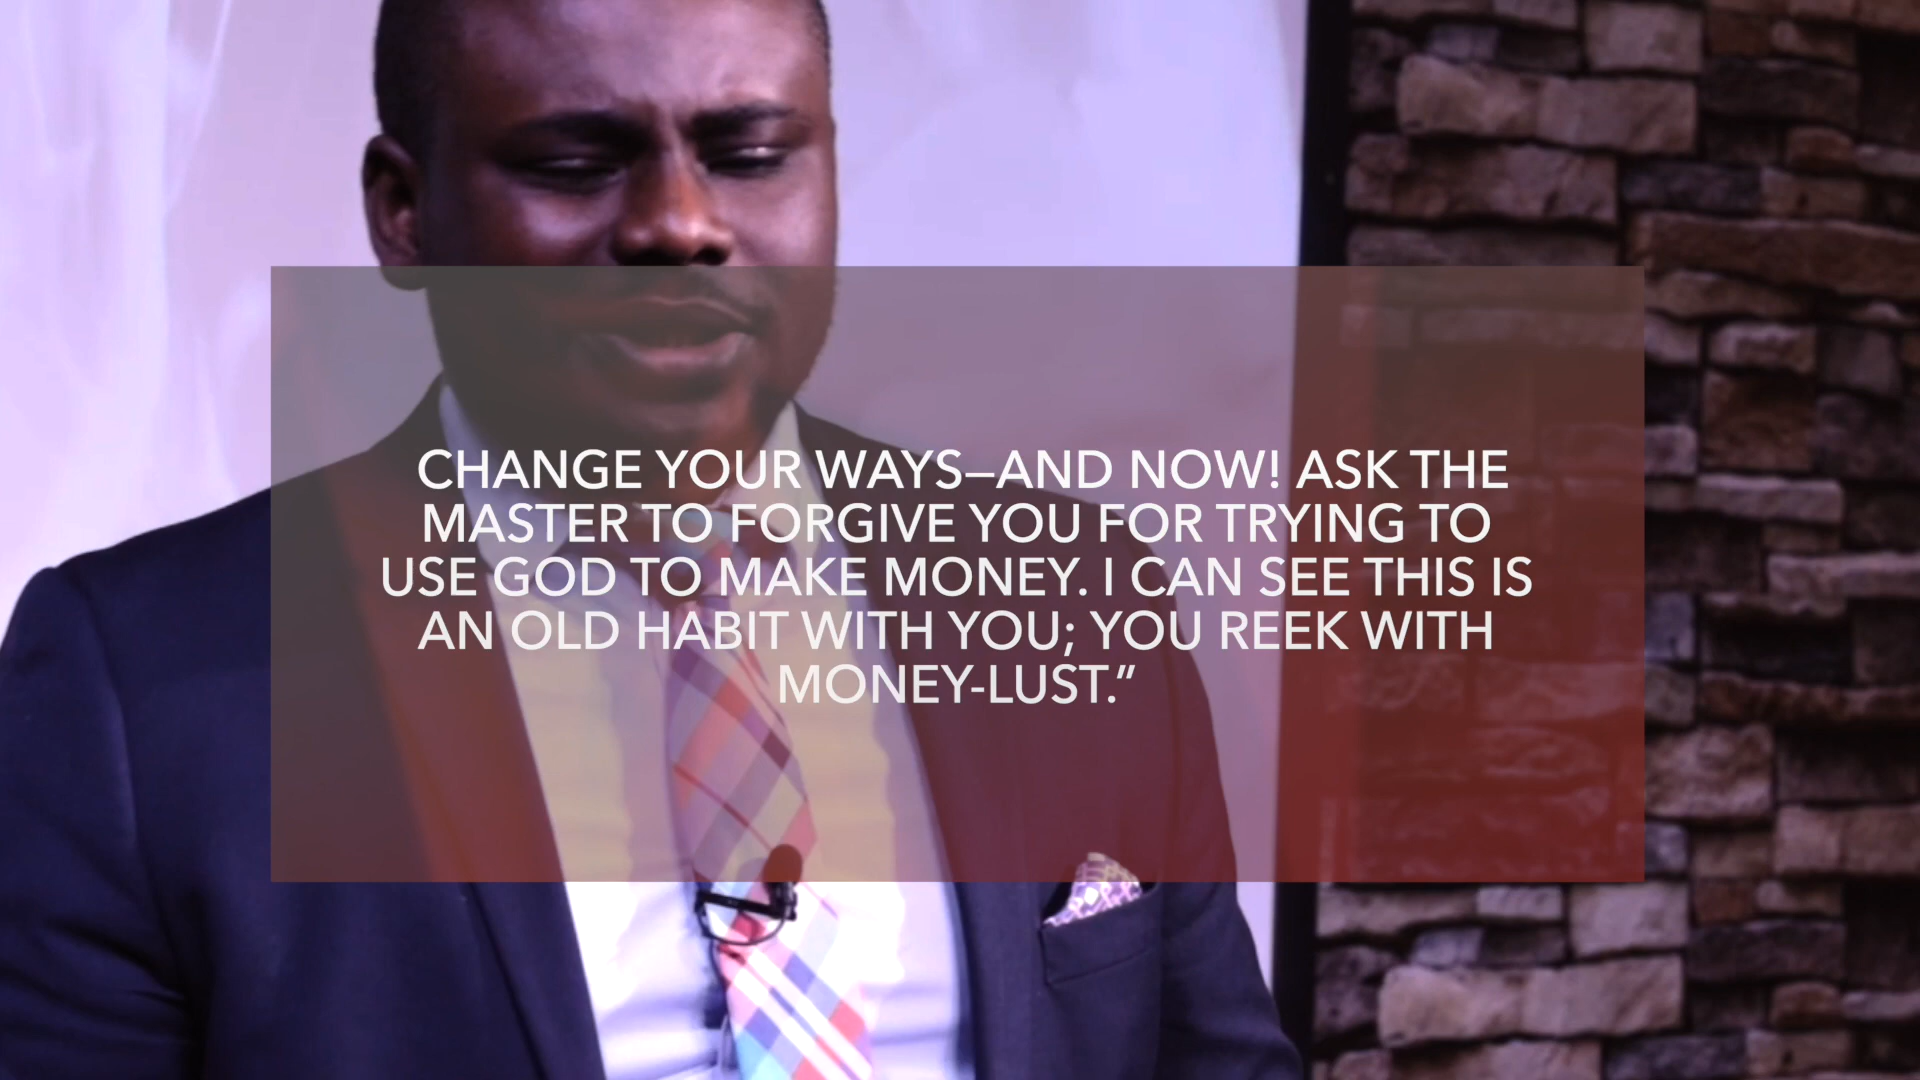 CHANGE YOUR WAYS—AND NOW! ASK THE
MASTER TO FORGIVE YOU FOR TRYING TO
USE GOD TO MAKE MONEY. I CAN SEE THIS IS
AN OLD HABIT WITH YOU; YOU REEK WITH
MONEY-LUST.”